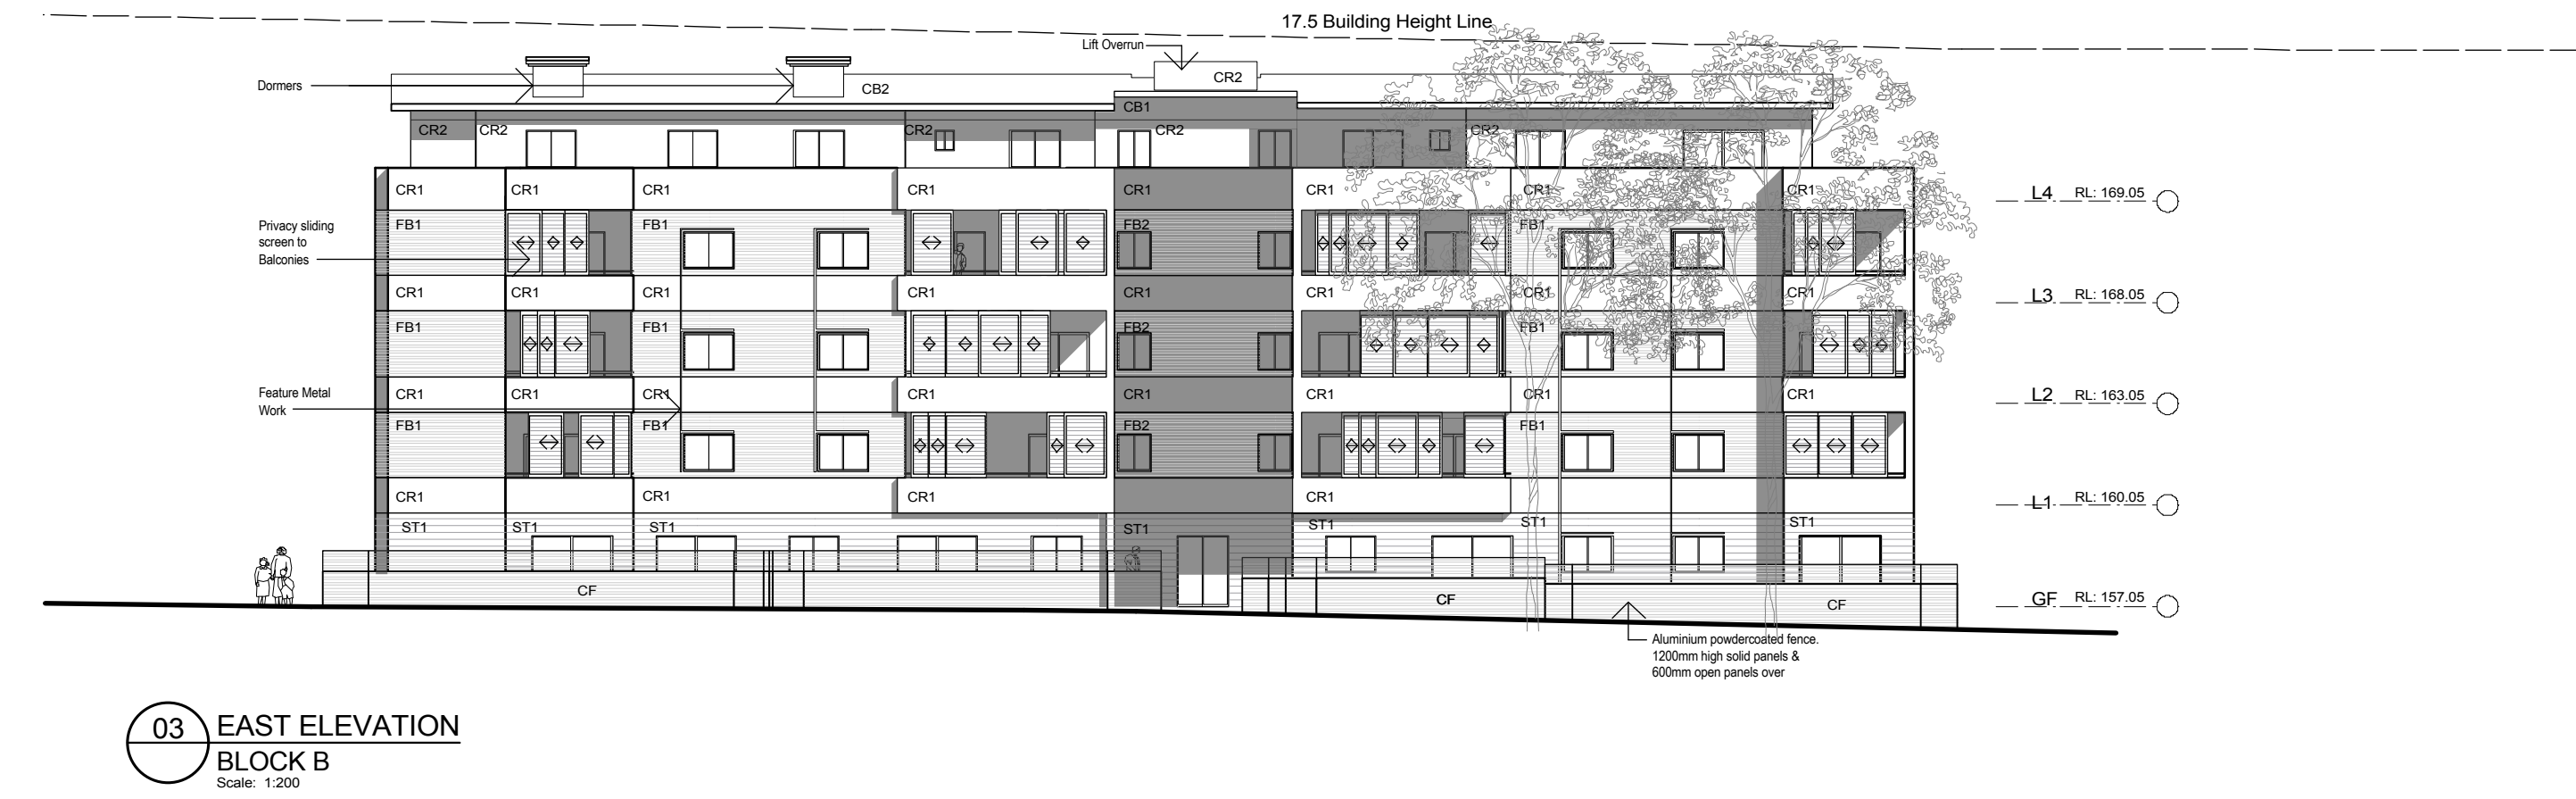 17.5 Building Height Line
Lift Overrun
CR2
Dormers
CB2
CB1
CR2 CR2 CR2 CR2 CR2
CR1 CR1 CR1 CR1 CR1 CR1 CR1 CR1
L4 RL: 169.05
Privacy sliding
screen to
Balconies
FB1 FB1 FB2 FB1
CR1 CR1 CR1 CR1 CR1 CR1 CR1 CR1
L3 RL: 168.05
FB1 FB1 FB2 FB1
Feature Metal
Work
CR1 CR1 CR1 CR1 CR1 CR1 CR1 CR1
L2 RL: 163.05
FB1 FB1 FB2 FB1
CR1 CR1 CR1 CR1
L1 RL: 160.05
ST1 ST1 ST1 ST1 ST1 ST1 ST1
CF CF CF
GF RL: 157.05
Aluminium powdercoated fence.
1200mm high solid panels &
600mm open panels over
03 EAST ELEVATION
BLOCK B
Scale: 1:200